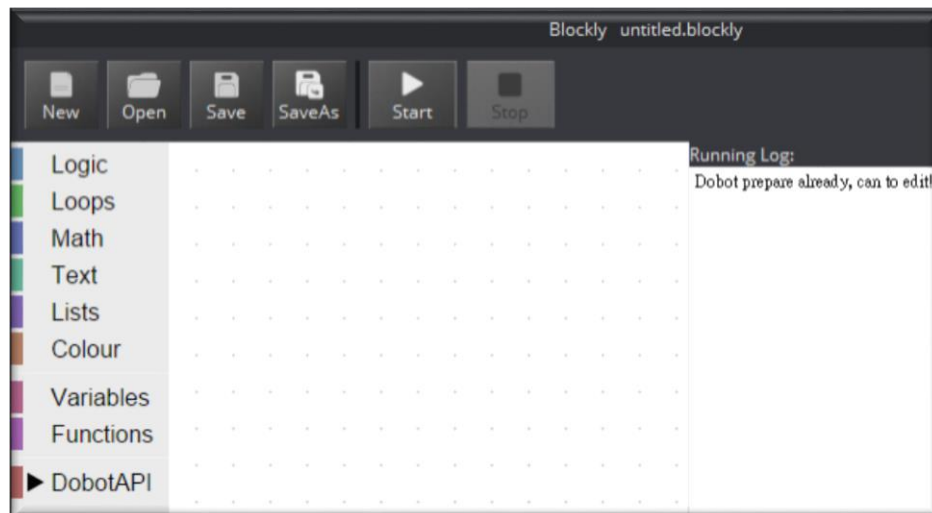 Blockly untitled.blockly
New Open Save SaveAs Start Stop
Running Log:
Dobot prepare already, can to edit!
Logic
Loops
Math
Text
Lists
Colour
Variables
Functions
DobotAPI